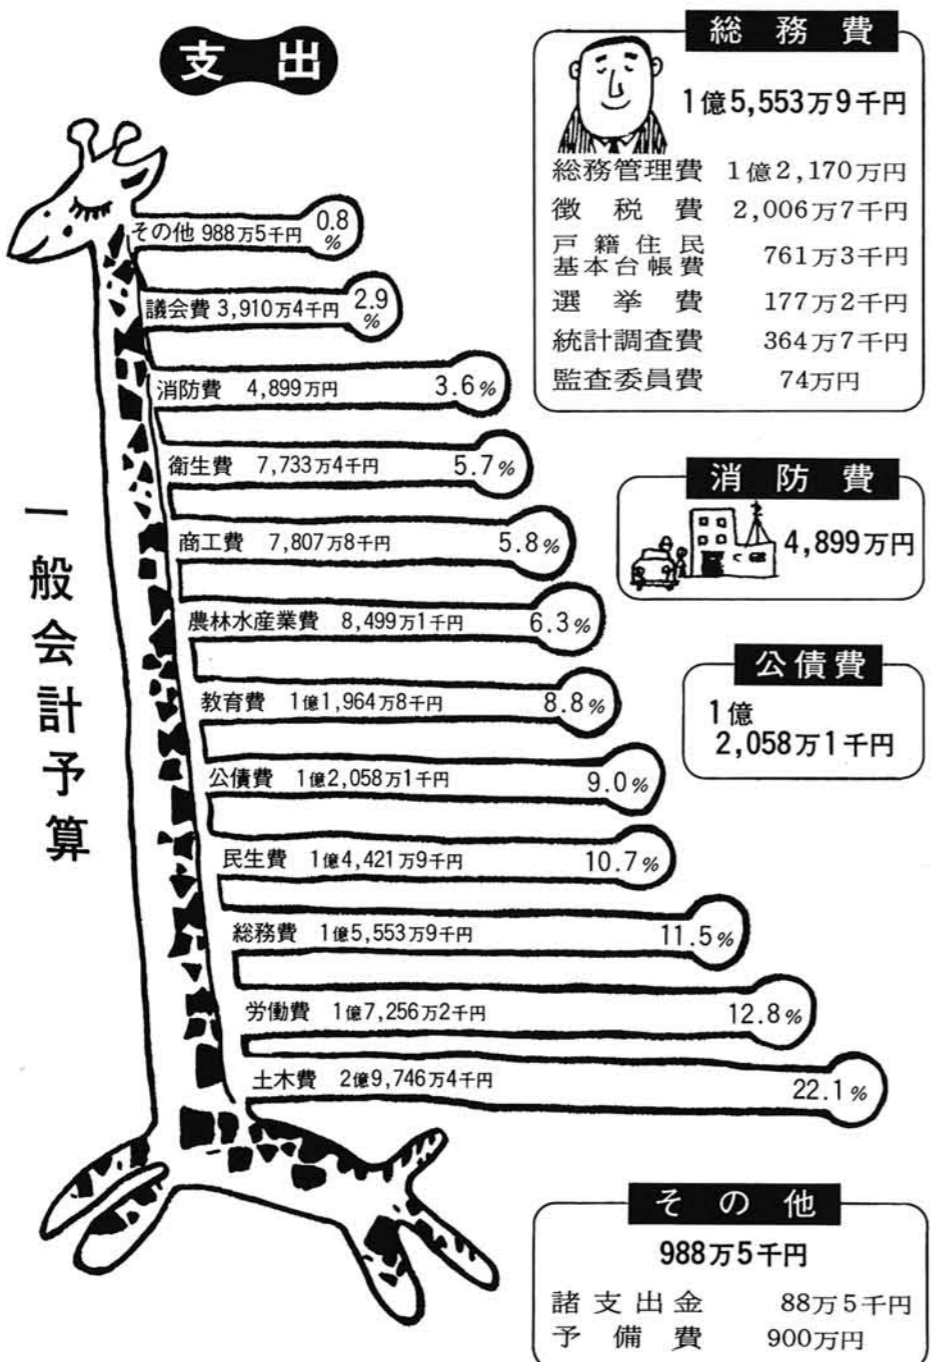 支出
一般会計予算
その他 988万5千円 0.8%
議会費 3,910万4千円 2.9%
消防費 4,899万円 3.6%
衛生費 7,733万4千円 5.7%
商工費 7,807万8千円 5.8%
農林水産業費 8,499万1千円 6.3%
教育費 1億1,964万8千円 8.8%
公債費 1億2,058万1千円 9.0%
民生費 1億4,421万9千円 10.7%
総務費 1億5,553万9千円 11.5%
労働費 1億7,256万2千円 12.8%
土木費 2億9,746万4千円 22.1%
総務費
1億5,553万9千円
総務管理費 1億2,170万円
徴税費 2,006万7千円
戸籍住民
基本台帳費 761万3千円
選挙費 177万2千円
統計調査費 364万7千円
監査委員費 74万円
消防費
4,899万円
公債費
1億
2,058万1千円
その他
988万5千円
諸支出金 88万5千円
予備費 900万円